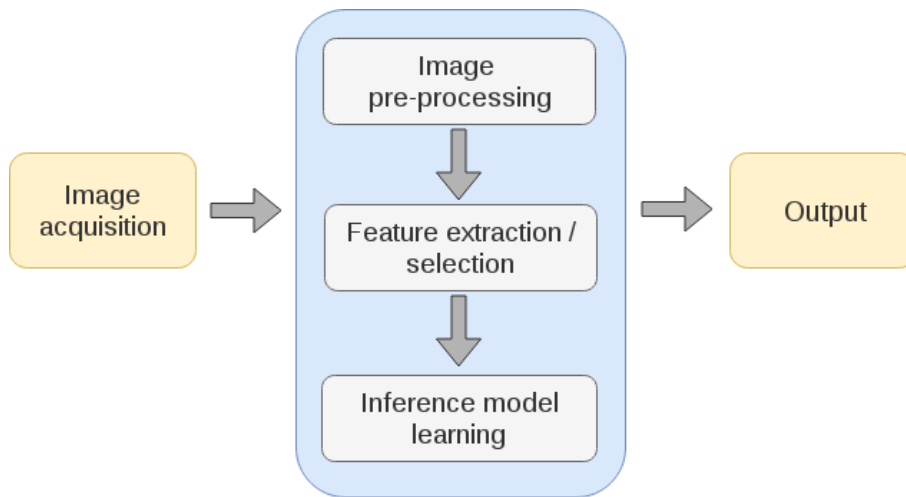 Image
acquisition
Image
pre-processing
Feature extraction /
selection
Inference model
learning
Output